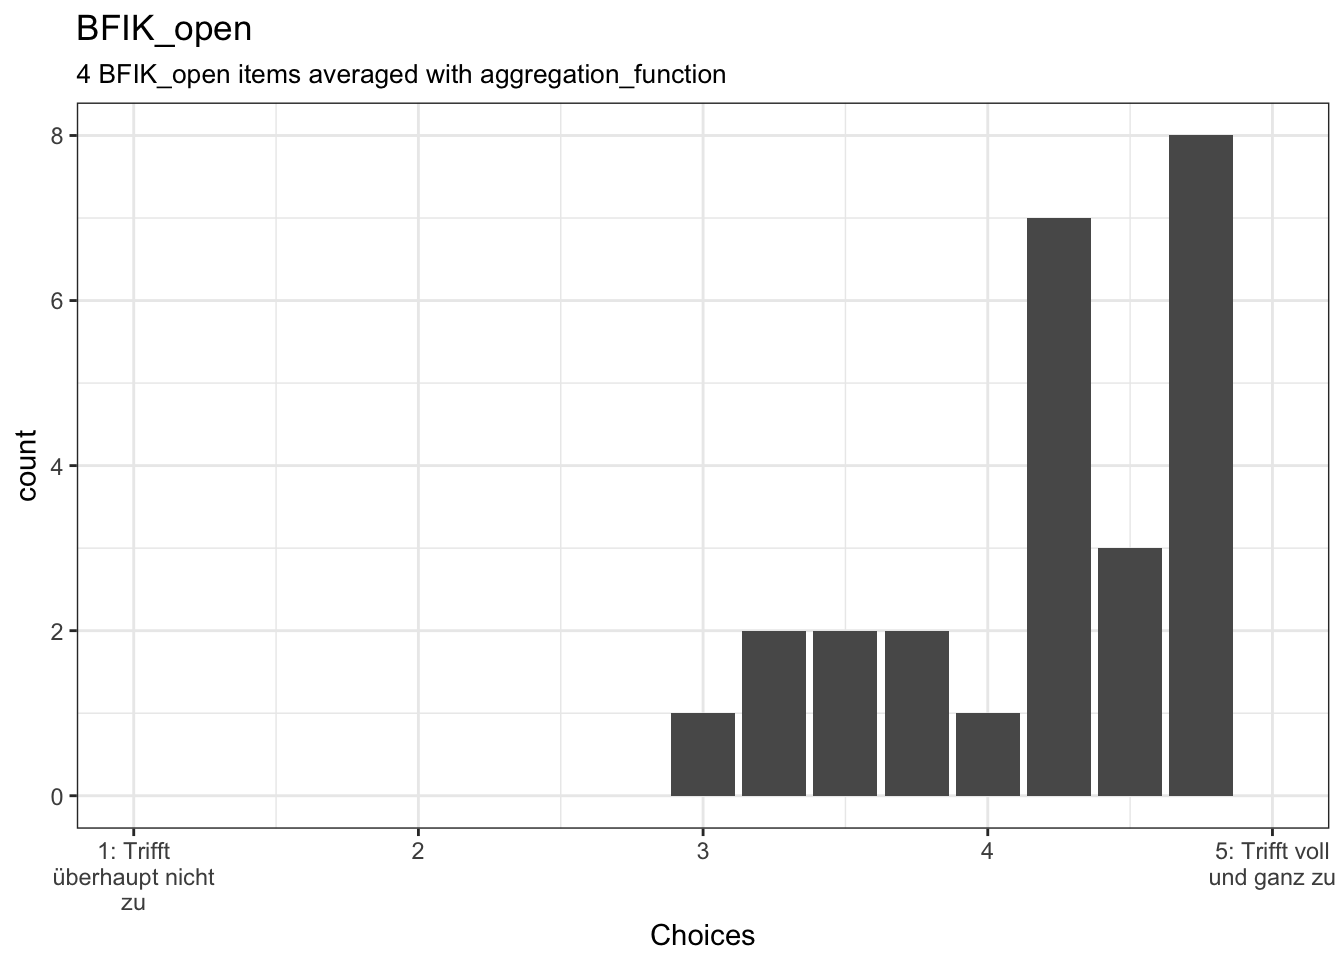 BFIK_open
4 BFIK_open items averaged with aggregation_function
8
6
4
2
0
count
1: Trifft
überhaupt nicht
zu
2
3
4
5: Trifft voll
und ganz zu
Choices